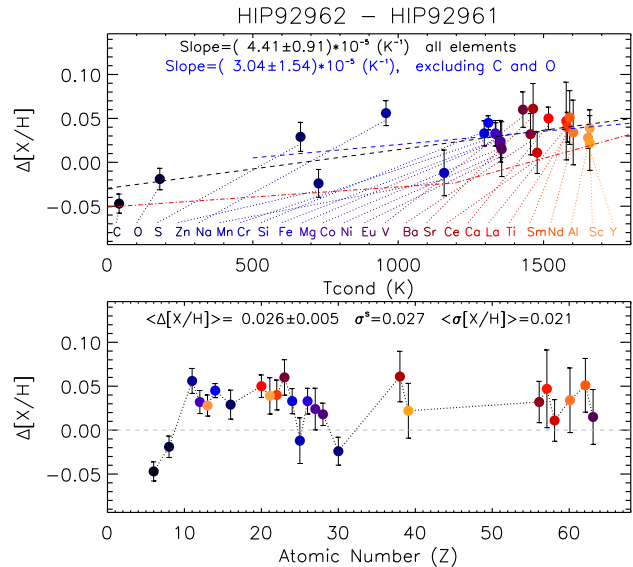 HIP92962 − HIP92961
Slope=( 4.41±0.91)*10⁻⁵ (K⁻¹) all elements
Slope=( 3.04±1.54)*10⁻⁵ (K⁻¹), excluding C and O
0.10
0.05
0.00
−0.05
Δ[X/H]
C O S Zn Na Mn Cr Si Fe Mg Co Ni Eu V Ba Sr Ce Ca La Ti Sm Nd Al Sc Y
0 500 1000 1500
Tcond (K)
<Δ[X/H]>= 0.026±0.005 σˢ=0.027 <σ[X/H]>=0.021
0.10
0.05
0.00
−0.05
Δ[X/H]
0 10 20 30 40 50 60
Atomic Number (Z)